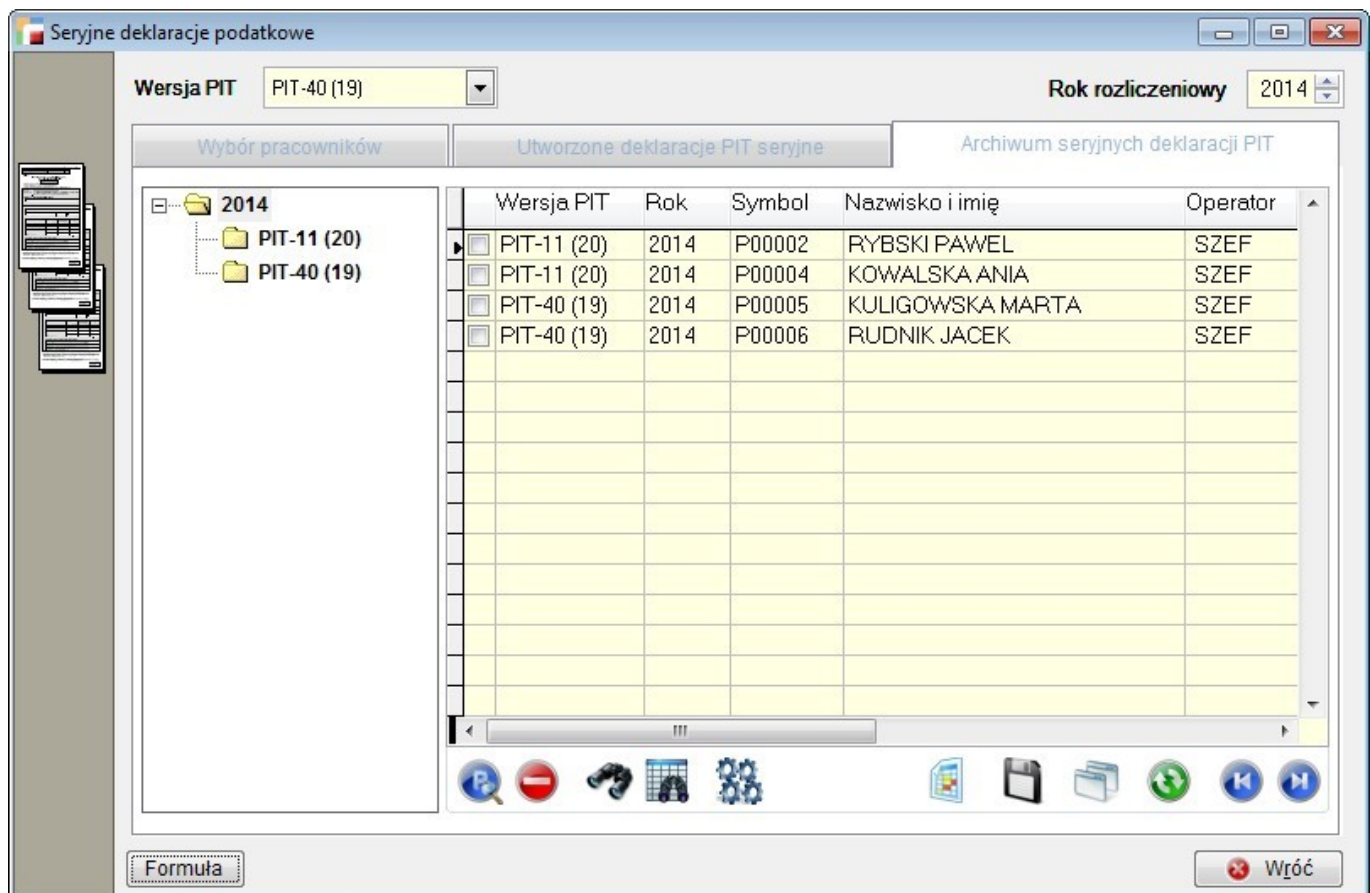 Seryjne deklaracje podatkowe
Wersja PIT PIT-40 (19) Rok rozliczeniowy 2014
Wybór pracowników Utworzone deklaracje PIT seryjne Archiwum seryjnych deklaracji PIT
2014
PIT-11 (20)
PIT-40 (19)
Wersja PIT Rok Symbol Nazwisko i imię Operator
PIT-11 (20) 2014 P00002 RYBSKI PAWEL SZEF
PIT-11 (20) 2014 P00004 KOWALSKA ANIA SZEF
PIT-40 (19) 2014 P00005 KULIGOWSKA MARTA SZEF
PIT-40 (19) 2014 P00006 RUDNIK JACEK SZEF
Formuła Wróć